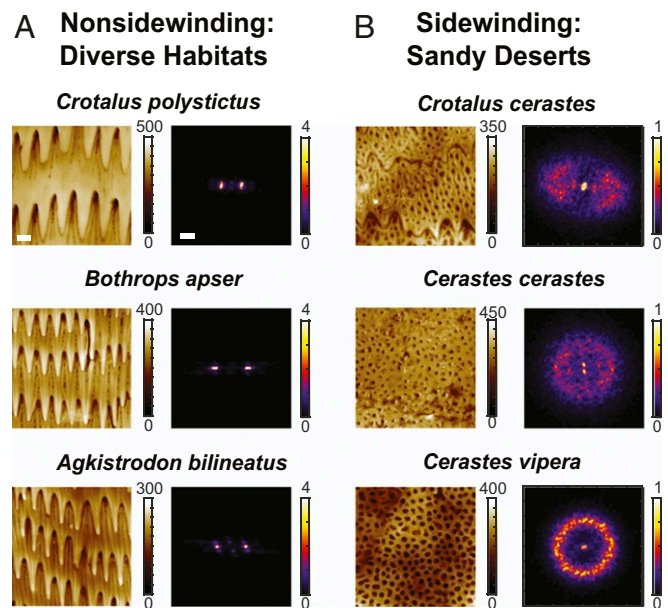 A Nonsidewinding:
Diverse Habitats
B Sidewinding:
Sandy Deserts
Crotalus polystictus
500
0
4
0
Crotalus cerastes
350
0
1
0
Bothrops apser
400
0
4
0
Cerastes cerastes
450
0
1
0
Agkistrodon bilineatus
300
0
4
0
Cerastes vipera
400
0
1
0